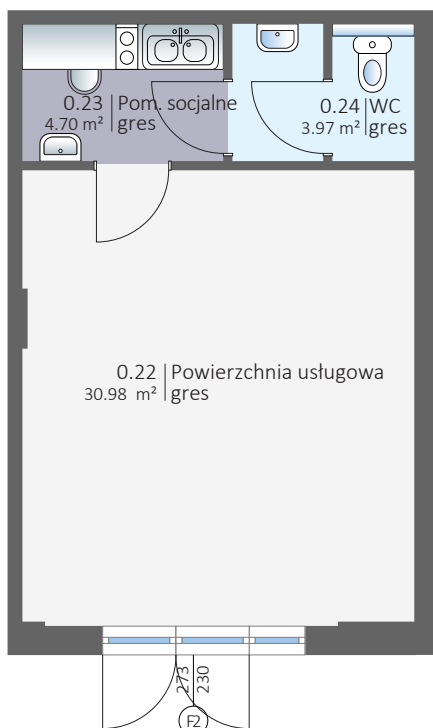 0.23 Pom. socjalne
4.70 m² gres
0.24 WC
3.97 m² gres
0.22 Powierzchnia usługowa
30.98 m² gres
273
230
F2